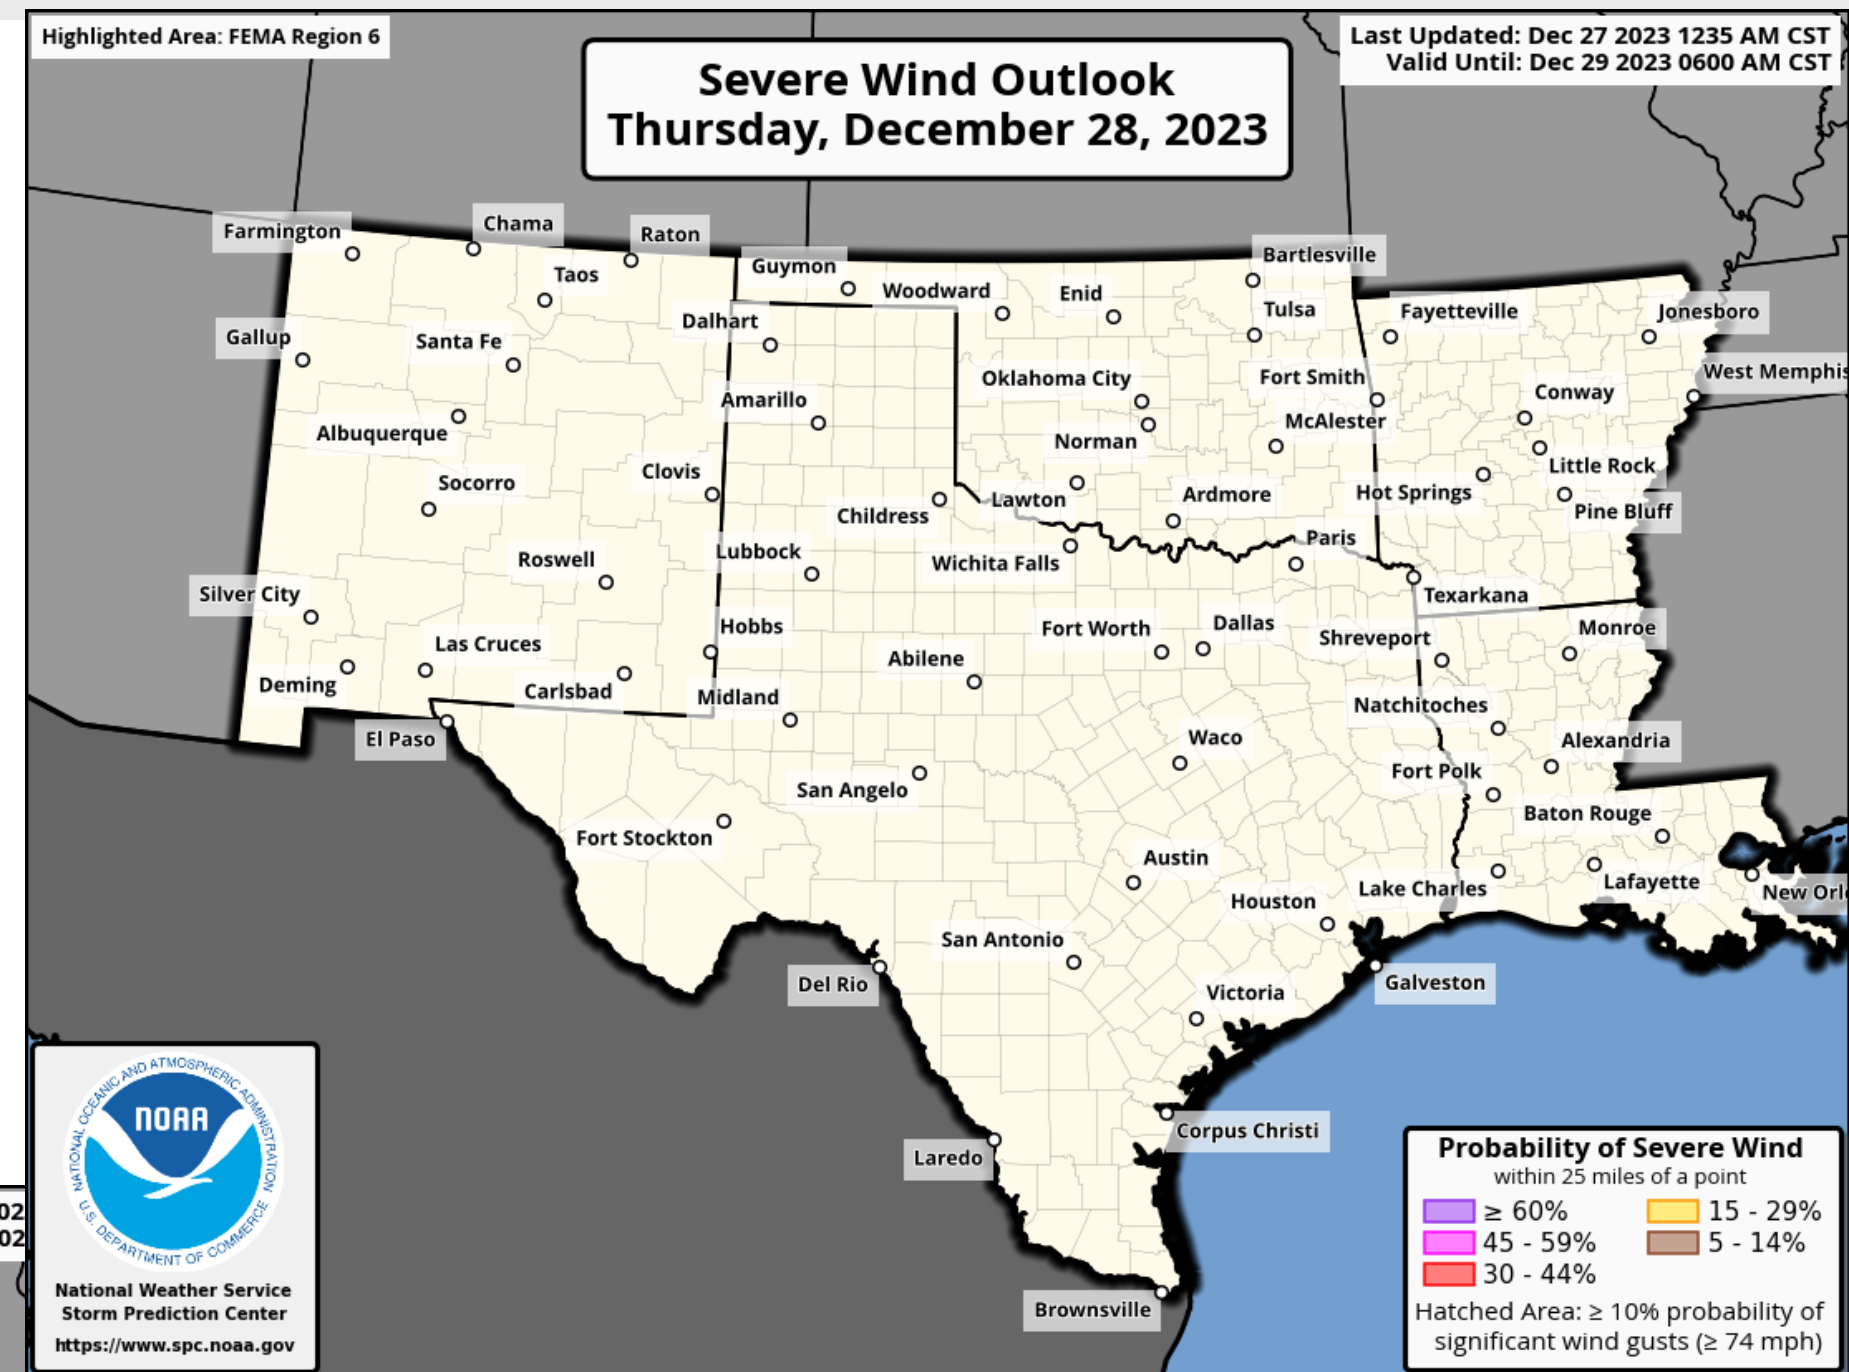 Highlighted Area: FEMA Region 6
Last Updated: Dec 27 2023 1235 AM CST
Valid Until: Dec 29 2023 0600 AM CST
Severe Wind Outlook
Thursday, December 28, 2023
Farmington
Chama
Raton
Guymon
Bartlesville
Taos
Woodward
Enid
Tulsa
Fayetteville
Jonesboro
Gallup
Santa Fe
Dalhart
Oklahoma City
Fort Smith
Conway
West Memphis
Albuquerque
Amarillo
Norman
McAlester
Little Rock
Socorro
Clovis
Childress
Lawton
Ardmore
Hot Springs
Pine Bluff
Roswell
Lubbock
Wichita Falls
Paris
Silver City
Texarkana
Las Cruces
Hobbs
Fort Worth
Dallas
Shreveport
Monroe
Deming
Carlsbad
Midland
Abilene
Natchitoches
El Paso
Waco
Alexandria
San Angelo
Fort Polk
Fort Stockton
Baton Rouge
Austin
Lake Charles
Lafayette
New Orl
Houston
San Antonio
Del Rio
Victoria
Galveston
Corpus Christi
Laredo
Brownsville
02
02
NATIONAL OCEANIC AND ATMOSPHERIC ADMINISTRATION
NOAA
U.S. DEPARTMENT OF COMMERCE
National Weather Service
Storm Prediction Center
https://www.spc.noaa.gov
Probability of Severe Wind
within 25 miles of a point
≥ 60%
15 - 29%
45 - 59%
5 - 14%
30 - 44%
Hatched Area: ≥ 10% probability of
significant wind gusts (≥ 74 mph)